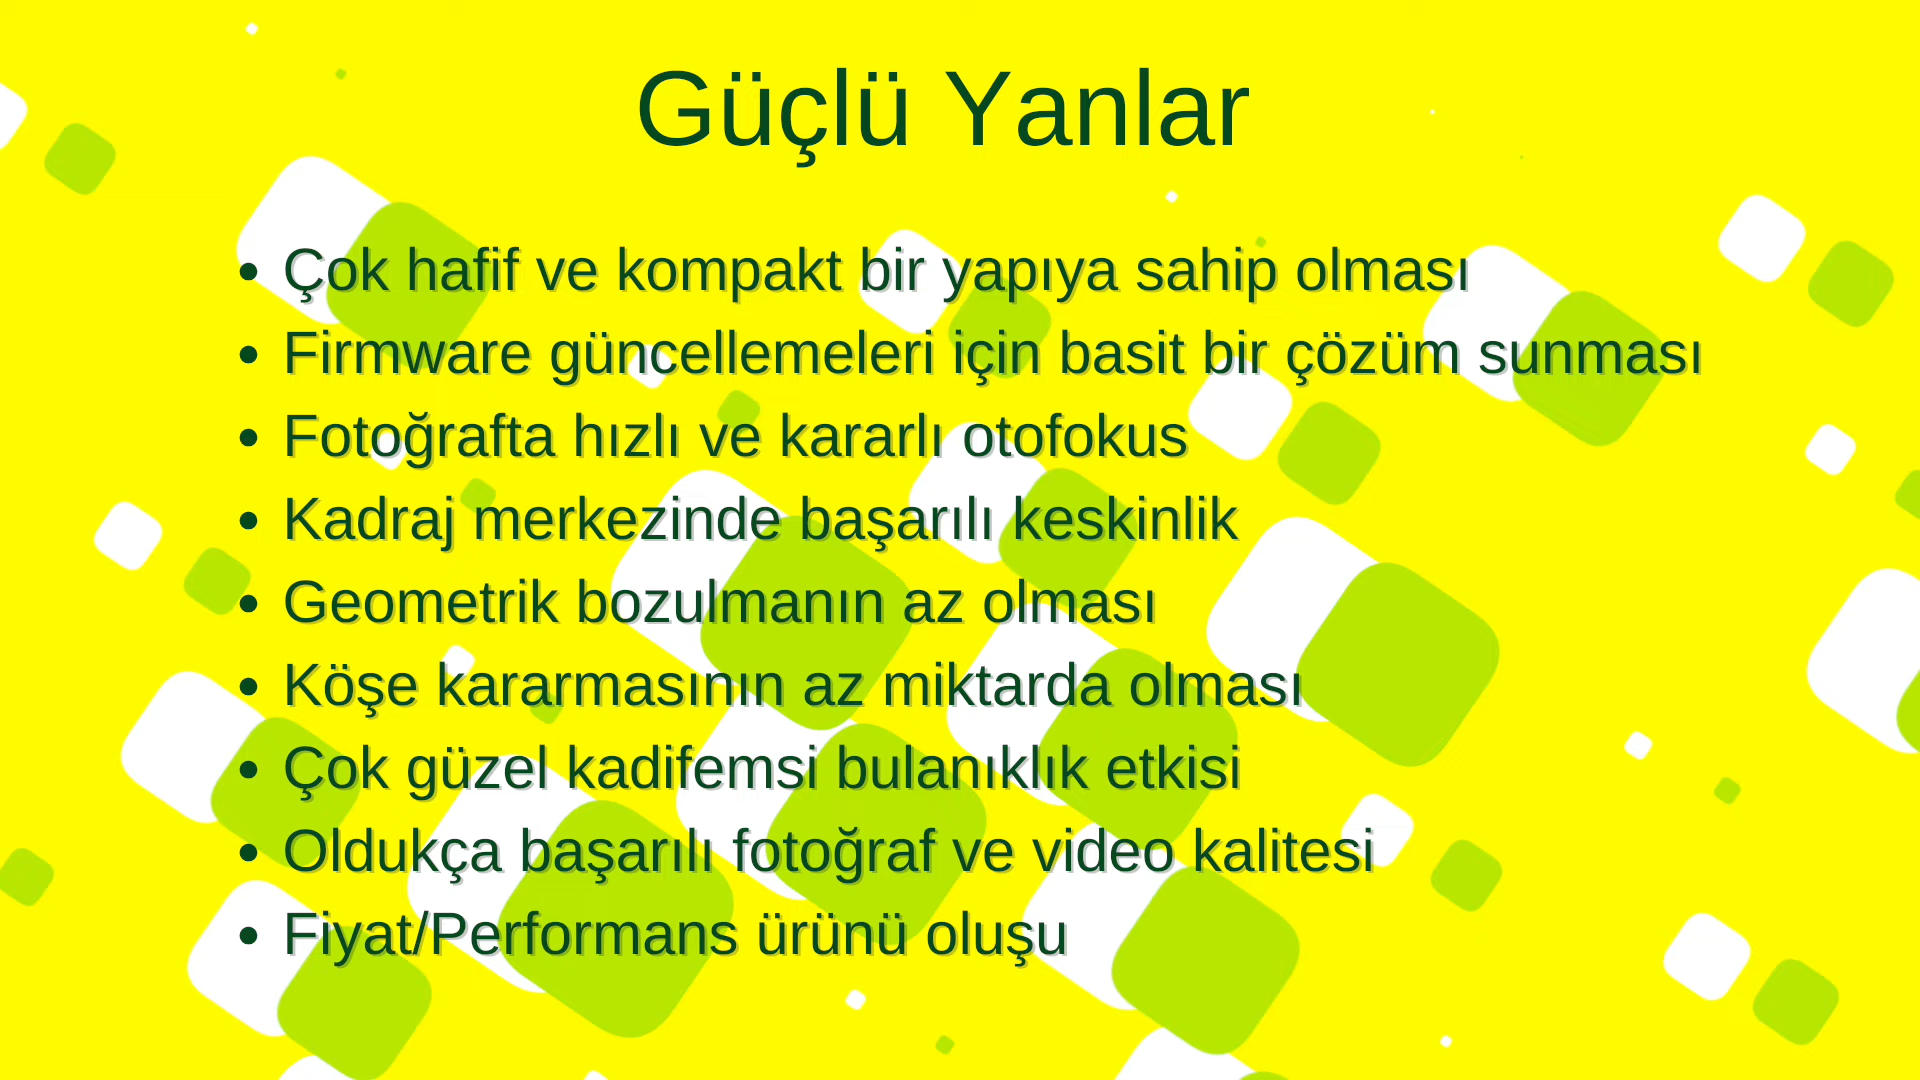 Güçlü Yanlar
• Çok hafif ve kompakt bir yapıya sahip olması
• Firmware güncellemeleri için basit bir çözüm sunması
• Fotoğrafta hızlı ve kararlı otofokus
• Kadraj merkezinde başarılı keskinlik
• Geometrik bozulmanın az olması
• Köşe kararmasının az miktarda olması
• Çok güzel kadifemsi bulanıklık etkisi
• Oldukça başarılı fotoğraf ve video kalitesi
• Fiyat/Performans ürünü oluşu